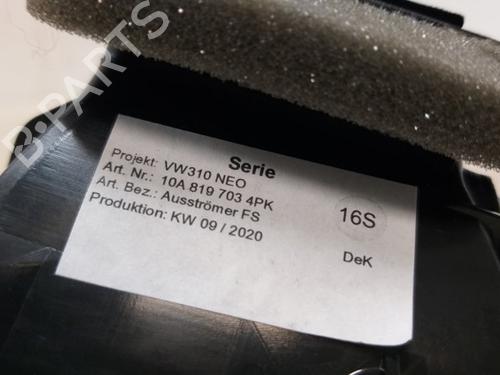 B-PARTS
Serie
Projekt: VW310 NEO
Art. Nr.: 10A 819 703 4PK
Art. Bez.: Ausströmer FS
Produktion: KW 09 / 2020
16S
DeK